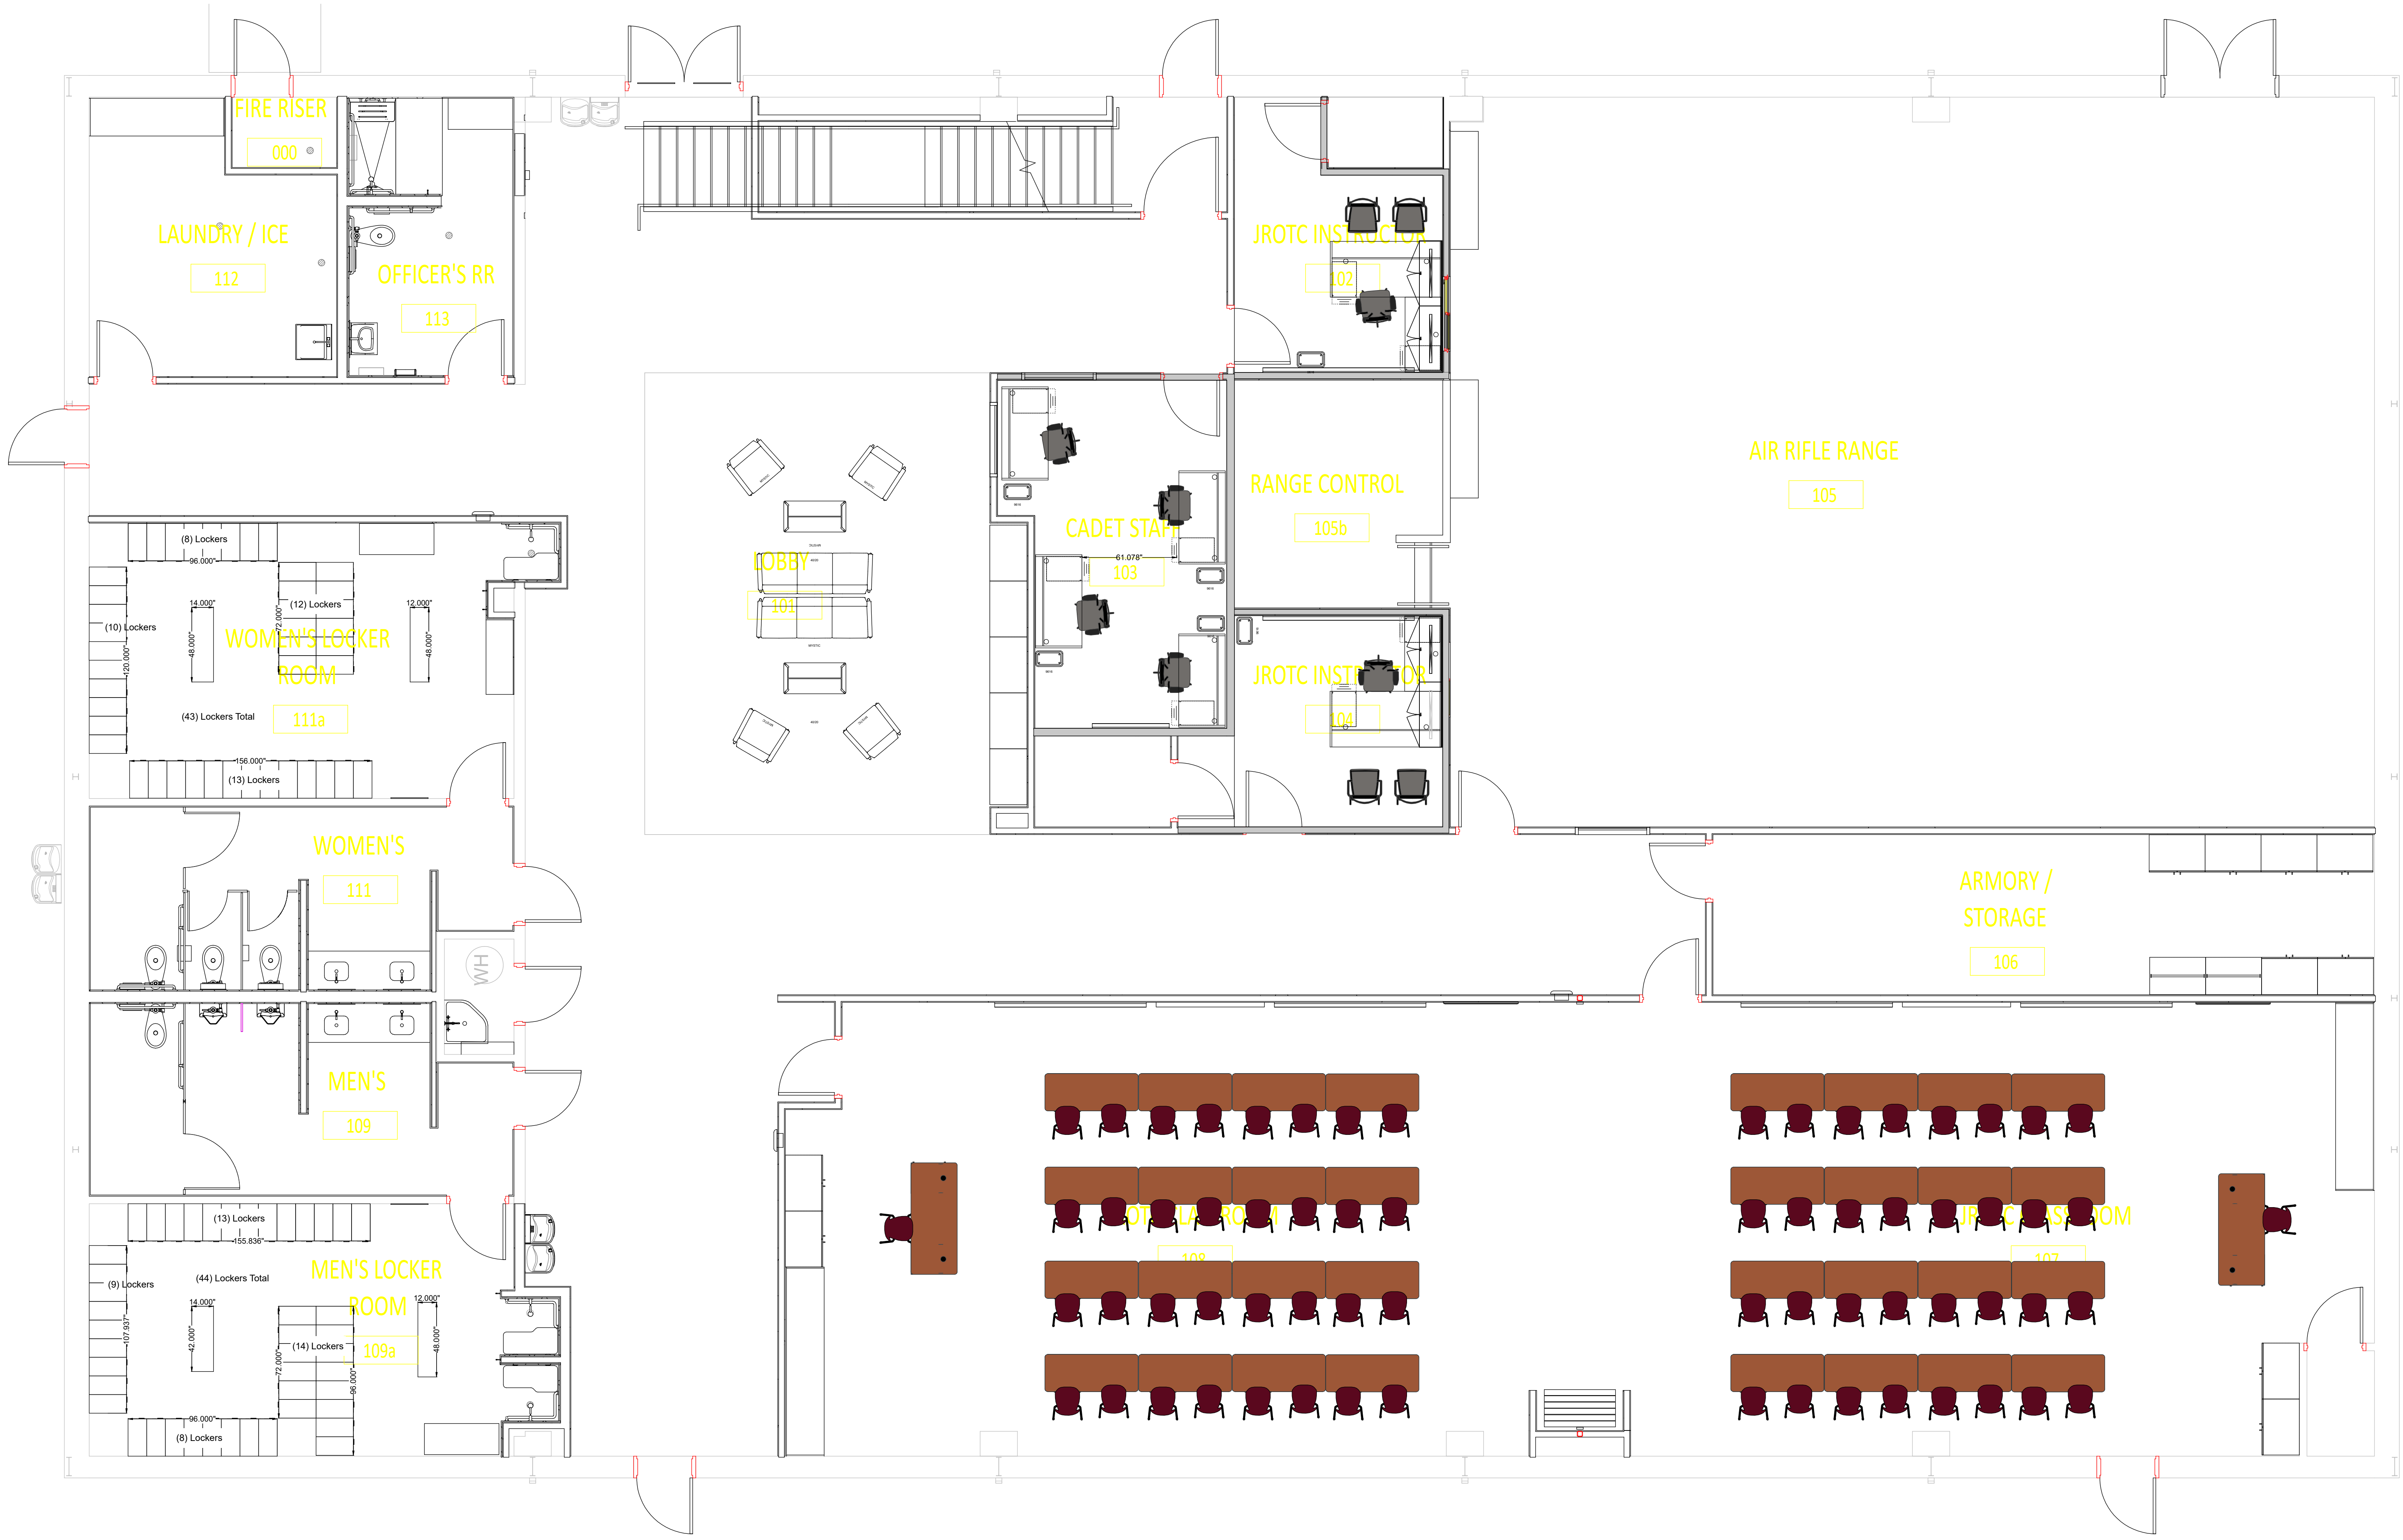 FIRE RISER
000
LAUNDRY / ICE
112
OFFICER'S RR
113
JROTC INSTRUCTOR
102
AIR RIFLE RANGE
105
RANGE CONTROL
105b
CADET STAFF
61.078"
103
LOBBY
101
(8) Lockers
96.000"
14.000"
(12) Lockers
12.000"
(10) Lockers
72.000"
48.000"
48.000"
120.000"
WOMEN'S LOCKER
ROOM
(43) Lockers Total
111a
156.000"
(13) Lockers
JROTC INSTRUCTOR
104
WOMEN'S
111
ARMORY /
STORAGE
106
WH
MEN'S
109
(13) Lockers
155.836"
MEN'S LOCKER
ROOM
(44) Lockers Total
(9) Lockers
14.000"
12.000"
107.937"
42.000"
72.000"
(14) Lockers
48.000"
109a
96.000"
96.000"
(8) Lockers
108
107